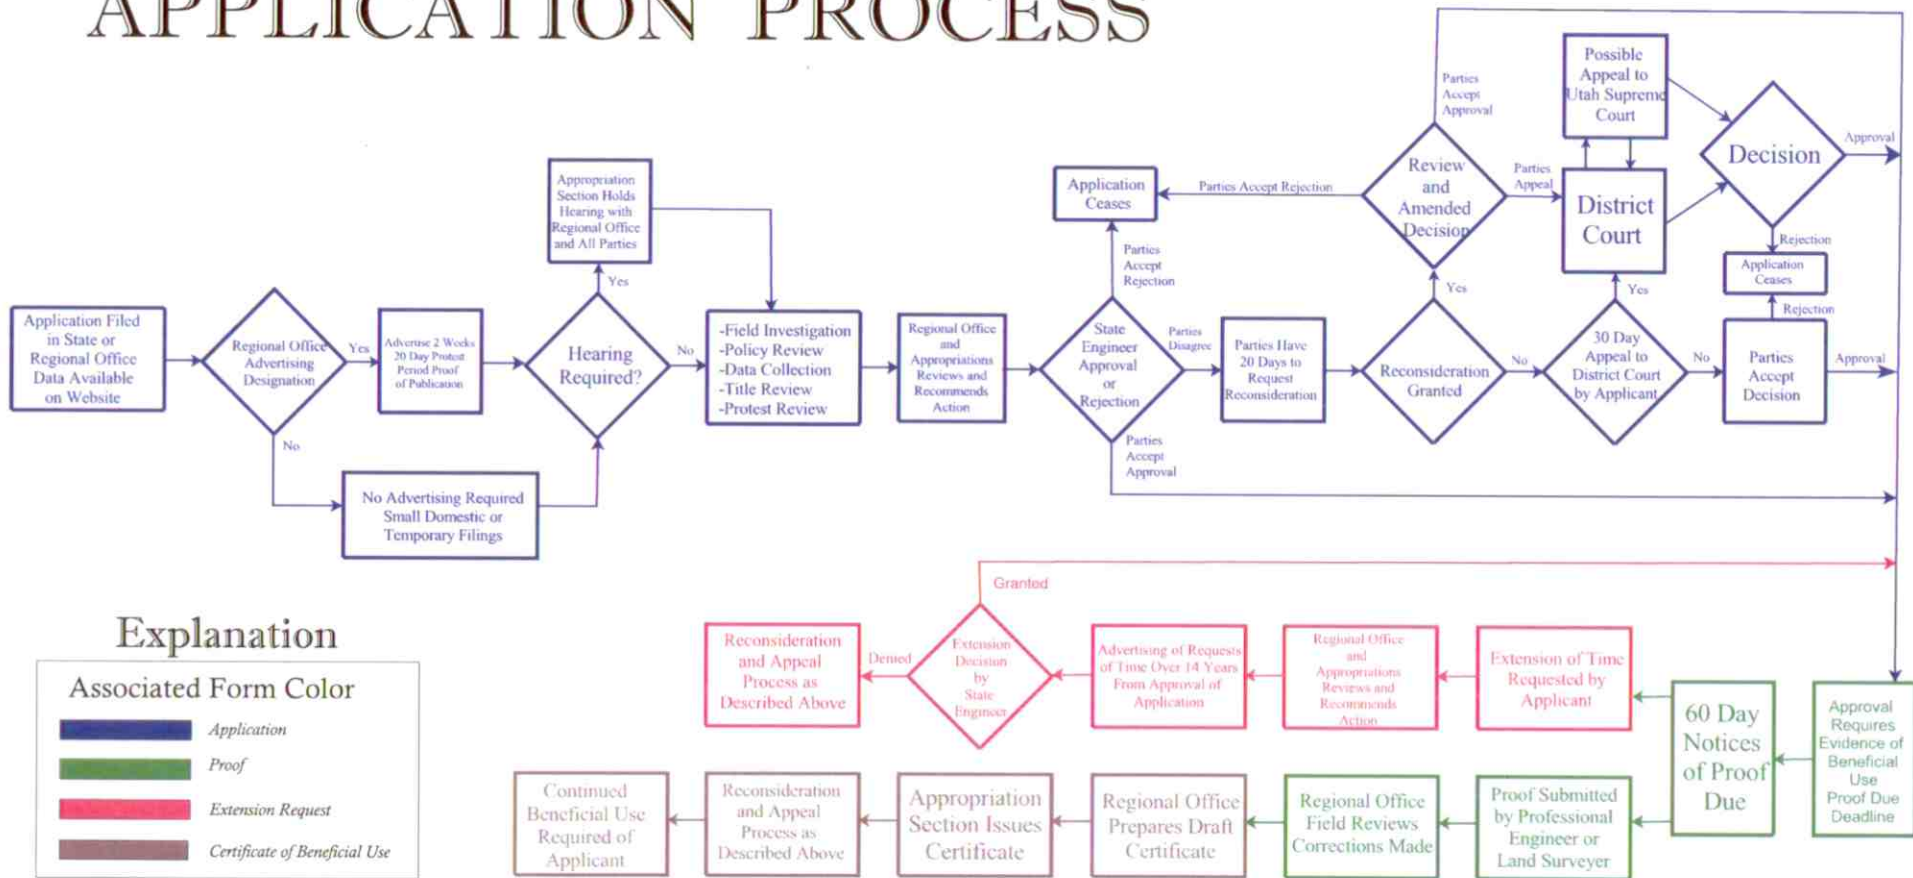 APPLICATION PROCESS
Application Filed
in State or
Regional Office
Data Available
on Website
Regional Office
Advertising
Designation
Yes
No
Advertise 2 Weeks
20 Day Protest
Period Proof
of Publication
No Advertising Required
Small Domestic or
Temporary Filings
Hearing
Required?
Yes
No
Appropriation
Section Holds
Hearing with
Regional Office
and All Parties
-Field Investigation
-Policy Review
-Data Collection
-Title Review
-Protest Review
Regional Office
and
Appropriations
Reviews and
Recommends
Action
State
Engineer
Approval
or
Rejection
Parties
Accept
Rejection
Application
Ceases
Parties
Disagree
Parties
Accept
Approval
Parties Have
20 Days to
Request
Reconsideration
Reconsideration
Granted
Yes
No
Review
and
Amended
Decision
Parties Accept Rejection
Parties
Accept
Approval
Parties
Appeal
30 Day
Appeal to
District Court
by Applicant
Yes
No
District
Court
Possible
Appeal to
Utah Supreme
Court
Decision
Approval
Rejection
Application
Ceases
Rejection
Parties
Accept
Decision
Approval
Approval
Requires
Evidence of
Beneficial
Use
Proof Due
Deadline
60 Day
Notices
of Proof
Due
Extension of Time
Requested by
Applicant
Regional Office
and
Appropriations
Reviews and
Recommends
Action
Advertising of Requests
of Time Over 14 Years
From Approval of
Application
Extension
Decision
by
State
Engineer
Granted
Denied
Reconsideration
and Appeal
Process as
Described Above
Proof Submitted
by Professional
Engineer or
Land Surveyer
Regional Office
Field Reviews
Corrections Made
Regional Office
Prepares Draft
Certificate
Appropriation
Section Issues
Certificate
Reconsideration
and Appeal
Process as
Described Above
Continued
Beneficial Use
Required of
Applicant
Explanation
Associated Form Color
Application
Proof
Extension Request
Certificate of Beneficial Use